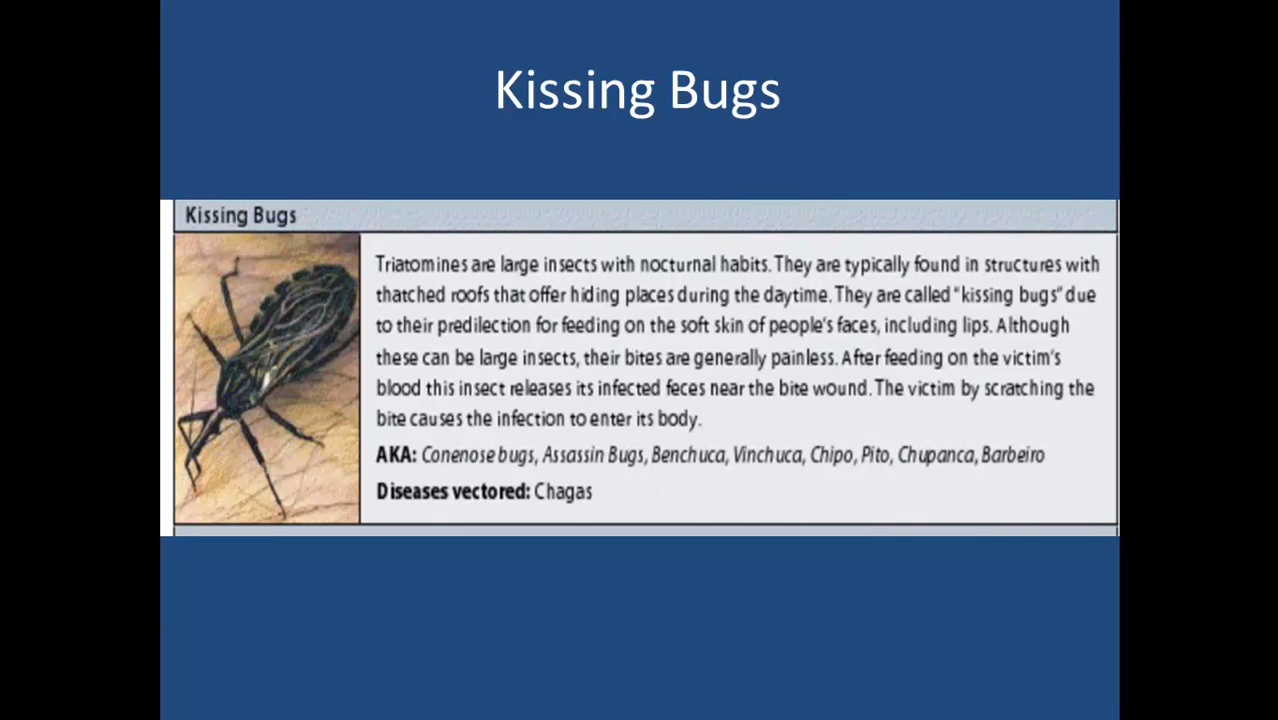 Kissing Bugs
Kissing Bugs
Triatomines are large insects with nocturnal habits. They are typically found in structures with
thatched roofs that offer hiding places during the daytime. They are called "kissing bugs" due
to their predilection for feeding on the soft skin of people's faces, including lips. Although
these can be large insects, their bites are generally painless. After feeding on the victim's
blood this insect releases its infected feces near the bite wound. The victim by scratching the
bite causes the infection to enter its body.
AKA: Conenose bugs, Assassin Bugs, Benchuca, Vinchuca, Chipo, Pito, Chupanca, Barbeiro
Diseases vectored: Chagas